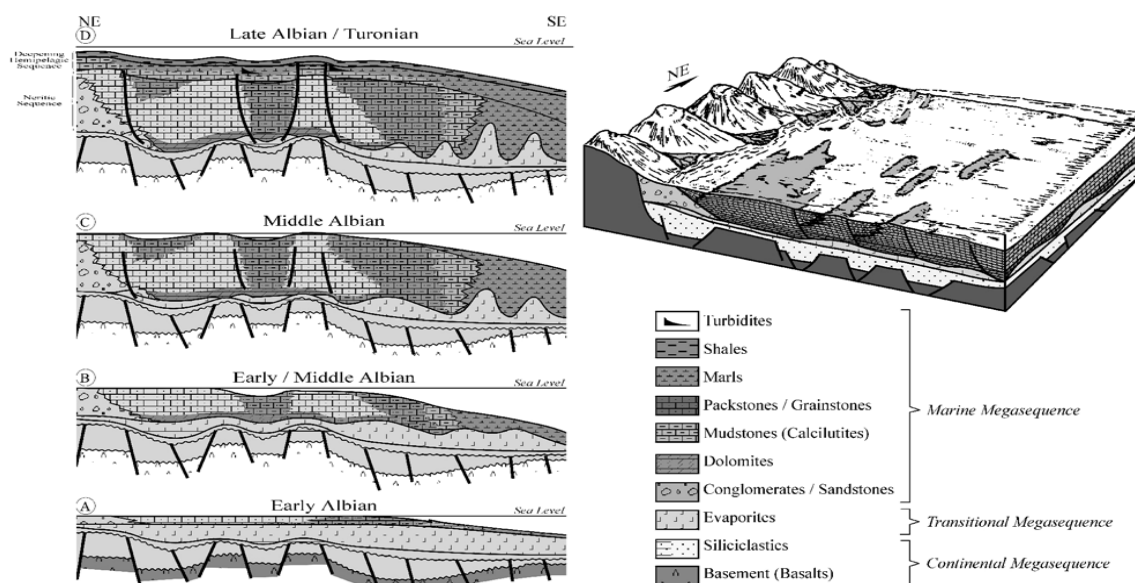 NE
SE
D
Late Albian / Turonian
Sea Level
Deepening
Hemipelagic
Sequence
Neritic
Sequence
C
Middle Albian
Sea Level
B
Early / Middle Albian
Sea Level
A
Early Albian
Sea Level
NE
Turbidites
Shales
Marls
Packstones / Grainstones
Mudstones (Calcilutites)
Dolomites
Conglomerates / Sandstones
Evaporites
Siliciclastics
Basement (Basalts)
Marine Megasequence
Transitional Megasequence
Continental Megasequence